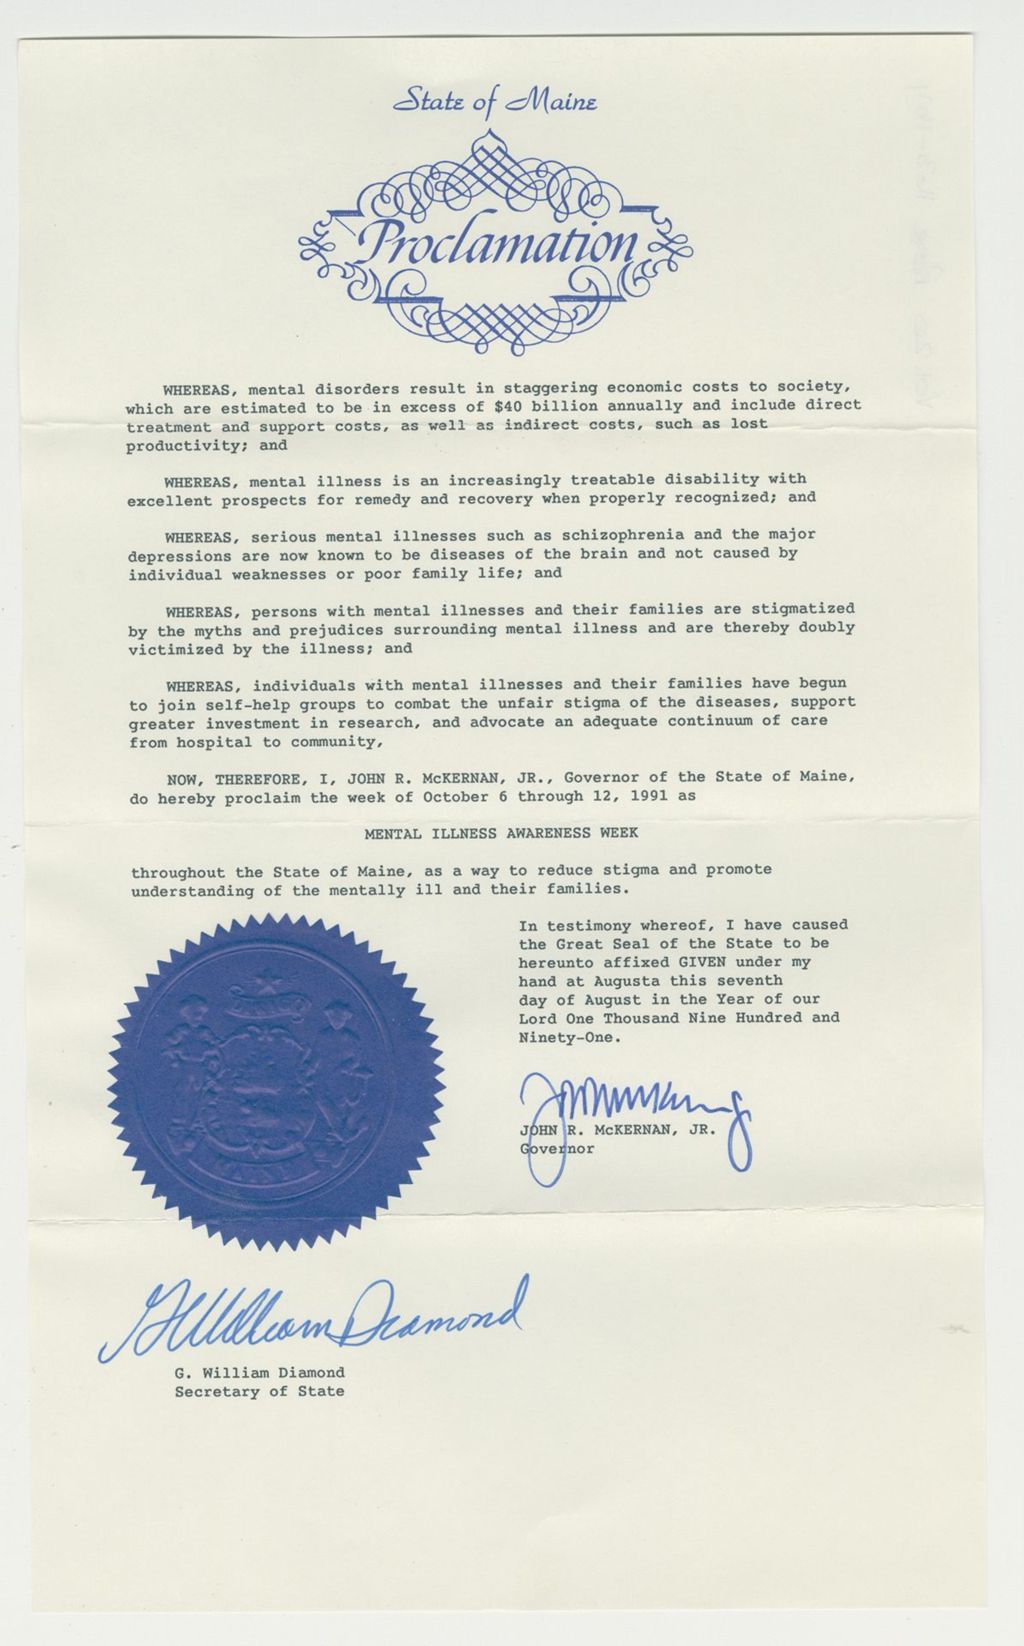 State of Maine
Proclamation
WHEREAS, mental disorders result in staggering economic costs to society,
which are estimated to be in excess of $40 billion annually and include direct
treatment and support costs, as well as indirect costs, such as lost
productivity; and
WHEREAS, mental illness is an increasingly treatable disability with
excellent prospects for remedy and recovery when properly recognized; and
WHEREAS, serious mental illnesses such as schizophrenia and the major
depressions are now known to be diseases of the brain and not caused by
individual weaknesses or poor family life; and
WHEREAS, persons with mental illnesses and their families are stigmatized
by the myths and prejudices surrounding mental illness and are thereby doubly
victimized by the illness; and
WHEREAS, individuals with mental illnesses and their families have begun
to join self-help groups to combat the unfair stigma of the diseases, support
greater investment in research, and advocate an adequate continuum of care
from hospital to community,
NOW, THEREFORE, I, JOHN R. McKERNAN, JR., Governor of the State of Maine,
do hereby proclaim the week of October 6 through 12, 1991 as
MENTAL ILLNESS AWARENESS WEEK
throughout the State of Maine, as a way to reduce stigma and promote
understanding of the mentally ill and their families.
In testimony whereof, I have caused
the Great Seal of the State to be
hereunto affixed GIVEN under my
hand at Augusta this seventh
day of August in the Year of our
Lord One Thousand Nine Hundred and
Ninety-One.
JOHN R. McKERNAN, JR.
Governor
G William Diamond
G. William Diamond
Secretary of State